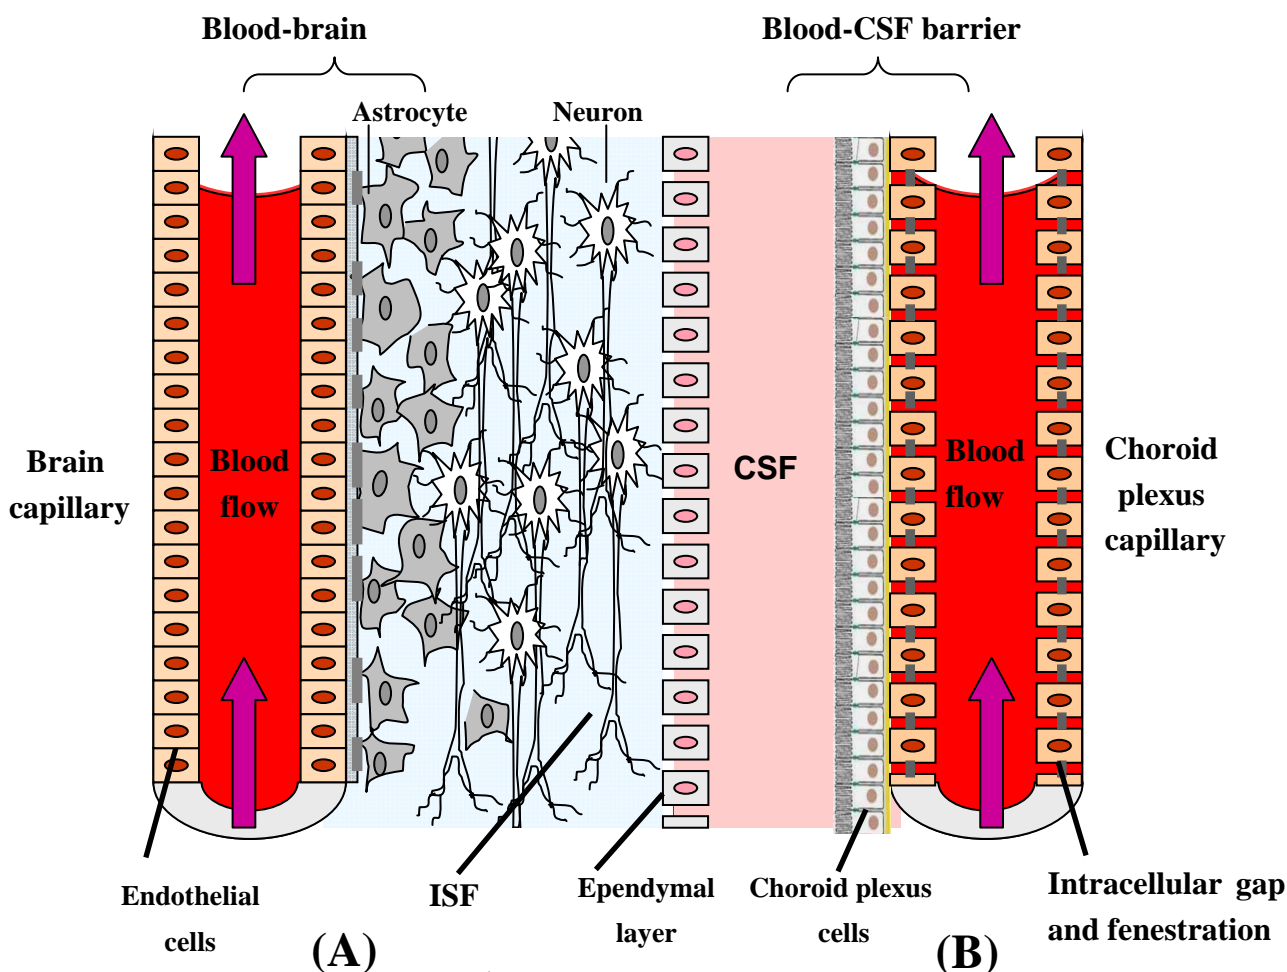 Blood-brain
Blood-CSF barrier
Astrocyte
Neuron
Brain
capillary
Blood
flow
CSF
Blood
flow
Choroid
plexus
capillary
Endothelial
cells
ISF
Ependymal
layer
Choroid plexus
cells
Intracellular gap
and fenestration
(A)
(B)